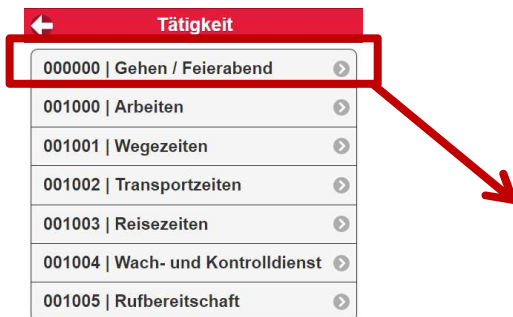 Tätigkeit
000000 | Gehen / Feierabend
001000 | Arbeiten
001001 | Wegezeiten
001002 | Transportzeiten
001003 | Reisezeiten
001004 | Wach- und Kontrolldienst
001005 | Rufbereitschaft